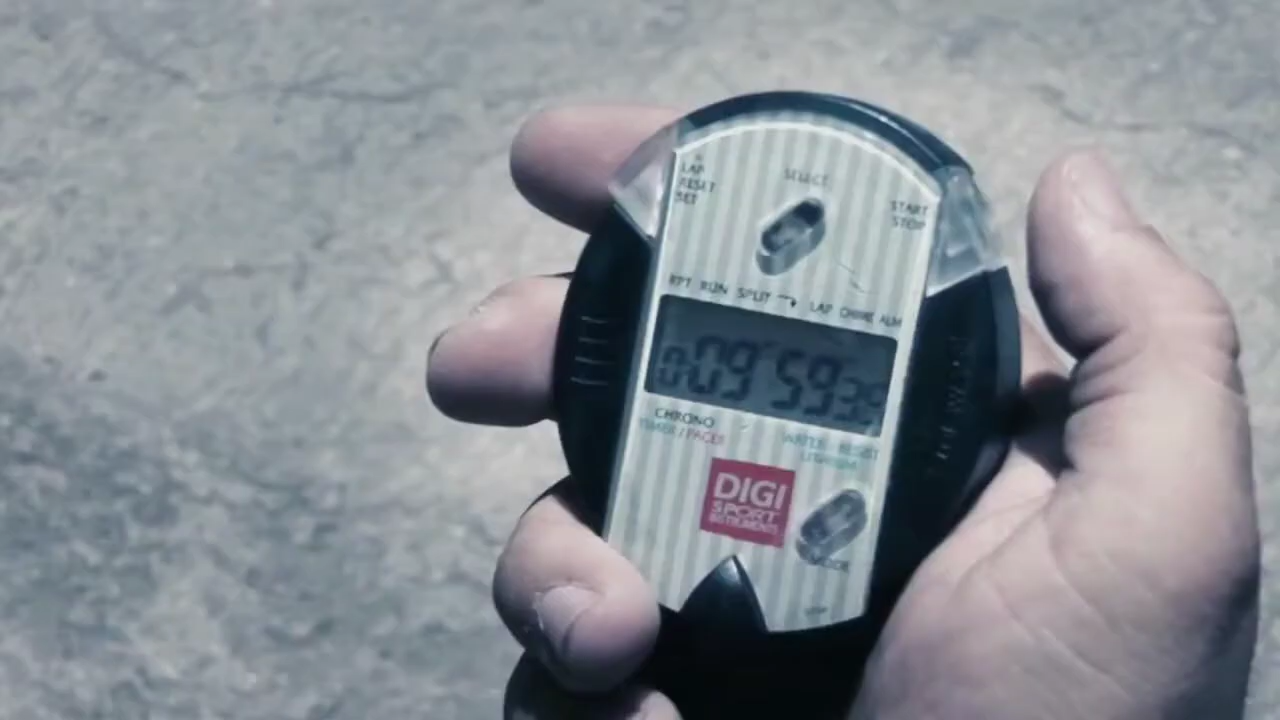 LAP
RESET
SET
SELECT
START
STOP
RPT RUN SPLIT LAP CHIME ALM
0:09 59
CHRONO
TIMER / PACER
WATER RESIST
LITHIUM
DIGI
SPORT
INSTRUMENTS
MODE